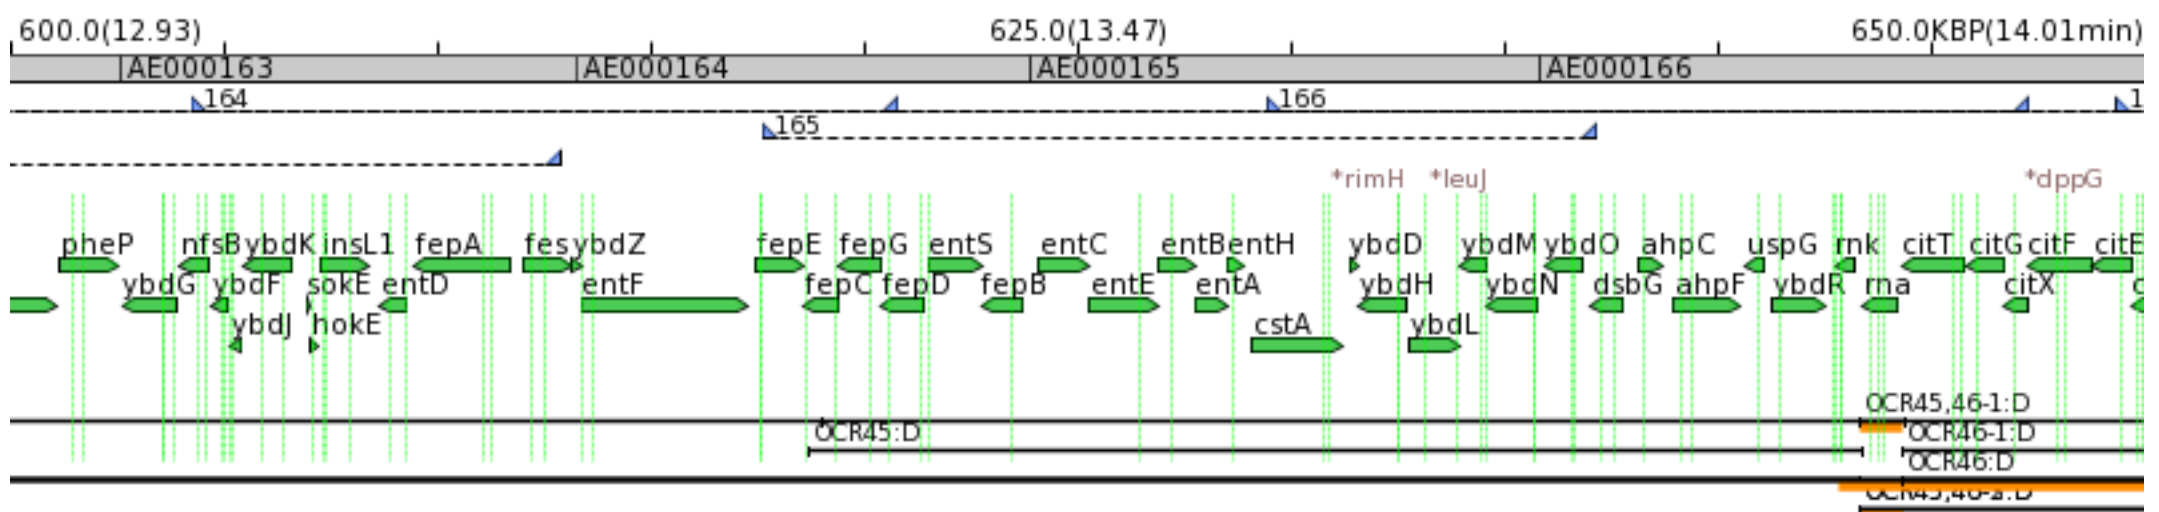 600.0(12.93) 625.0(13.47) 650.0KBP(14.01min)
AE000163 AE000164 AE000165 AE000166
164 166 1
165
*rimH *leuJ *dppG
pheP nfsB ybdK insL1 fepA fes ybdZ fepE fepG entS entC entB entH ybdD ybdM ybdO ahpC uspG rnk citT citG citF citE
ybdG ybdF sokE entD entF fepC fepD fepB entE entA ybdH ybdN dsbG ahpF ybdR rna citX c
ybdJ hokE cstA ybdL
OCR45,46-1:D
OCR45:D OCR46-1:D
OCR46:D